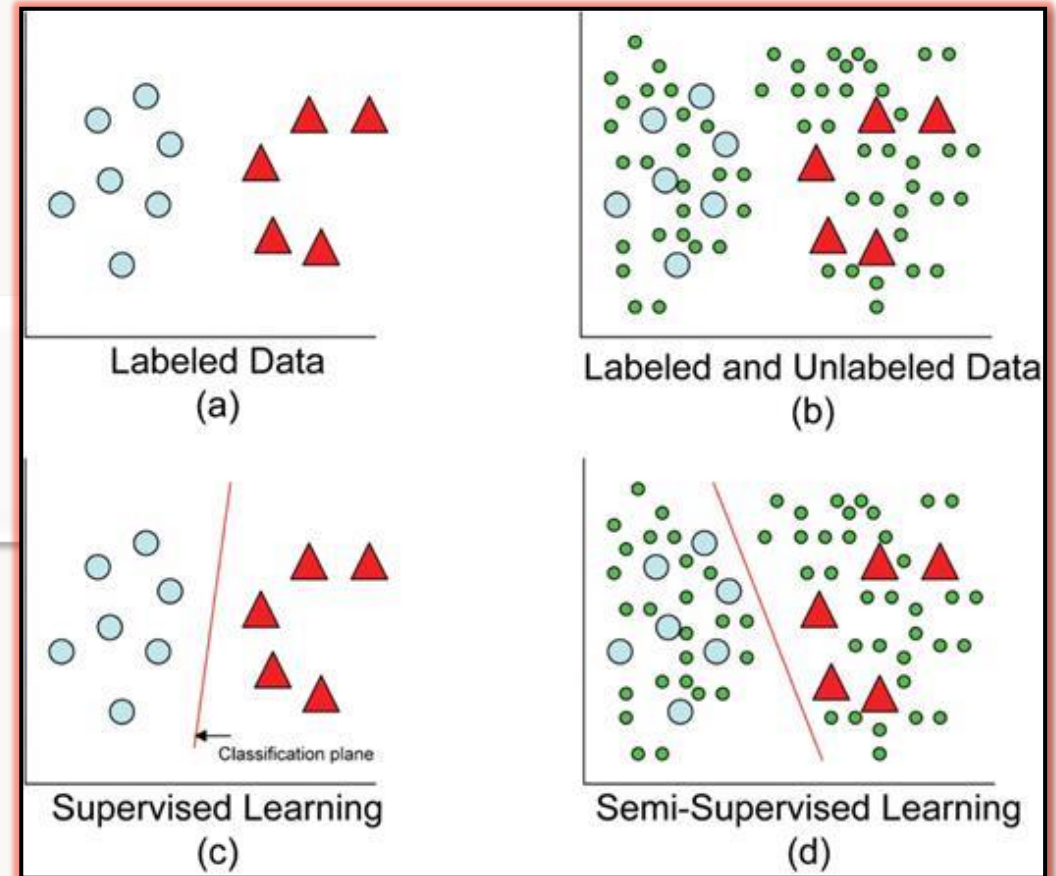 Labeled Data
(a)
Labeled and Unlabeled Data
(b)
Classification plane
Supervised Learning
(c)
Semi-Supervised Learning
(d)